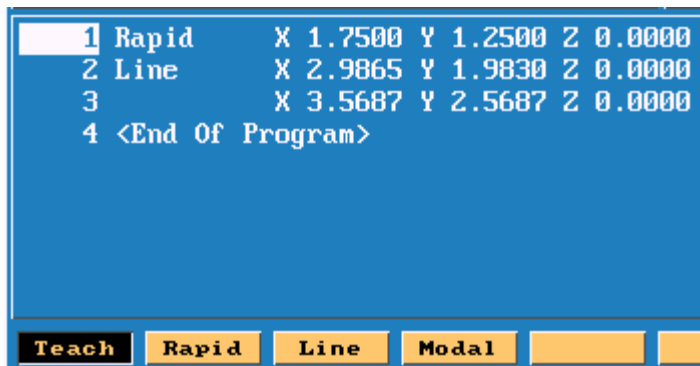 1 Rapid X 1.7500 Y 1.2500 Z 0.0000
2 Line X 2.9865 Y 1.9830 Z 0.0000
3 X 3.5687 Y 2.5687 Z 0.0000
4 <End Of Program>
Teach Rapid Line Modal